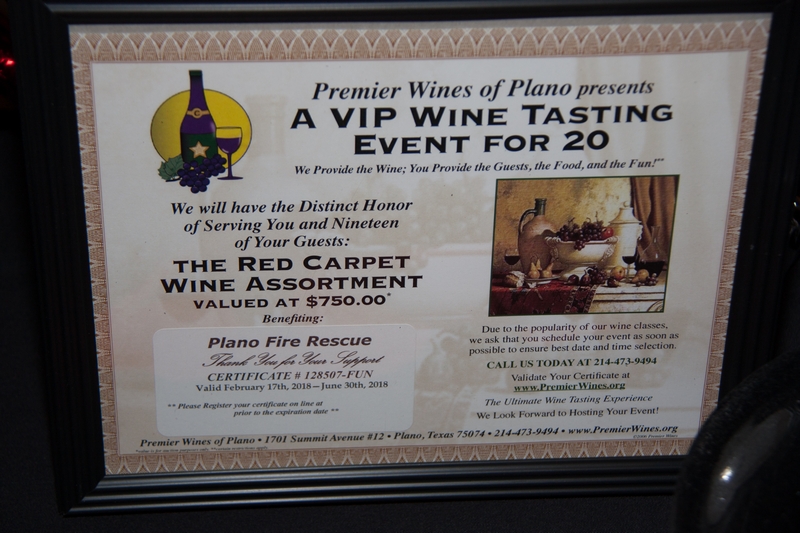 Premier Wines of Plano presents
A VIP Wine Tasting
Event for 20
We Provide the Wine; You Provide the Guests, the Food, and the Fun!**
We will have the Distinct Honor
of Serving You and Nineteen
of Your Guests:
The Red Carpet
Wine Assortment
valued at $750.00*
Benefiting:
Plano Fire Rescue
Thank You for Your Support
CERTIFICATE # 128507-FUN
Valid February 17th, 2018—June 30th, 2018
** Please Register your certificate on line at
prior to the expiration date **
Due to the popularity of our wine classes,
we ask that you schedule your event as soon as
possible to ensure best date and time selection.
CALL US TODAY AT 214-473-9494
Validate Your Certificate at
www.PremierWines.org
The Ultimate Wine Tasting Experience
We Look Forward to Hosting Your Event!
Premier Wines of Plano • 1701 Summit Avenue #12 • Plano, Texas 75074 • 214-473-9494 • www.PremierWines.org